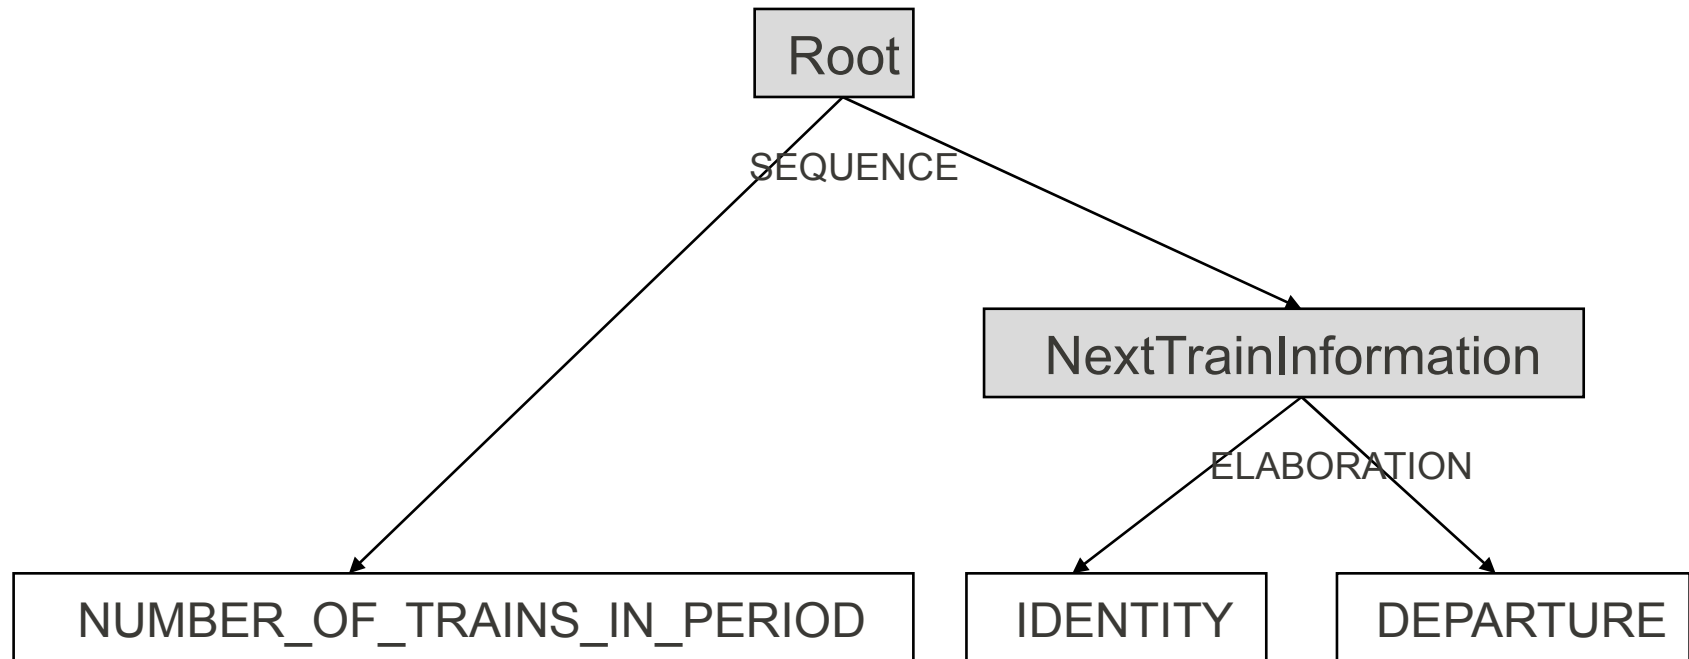 Root
SEQUENCE
NextTrainInformation
ELABORATION
NUMBER_OF_TRAINS_IN_PERIOD
IDENTITY
DEPARTURE